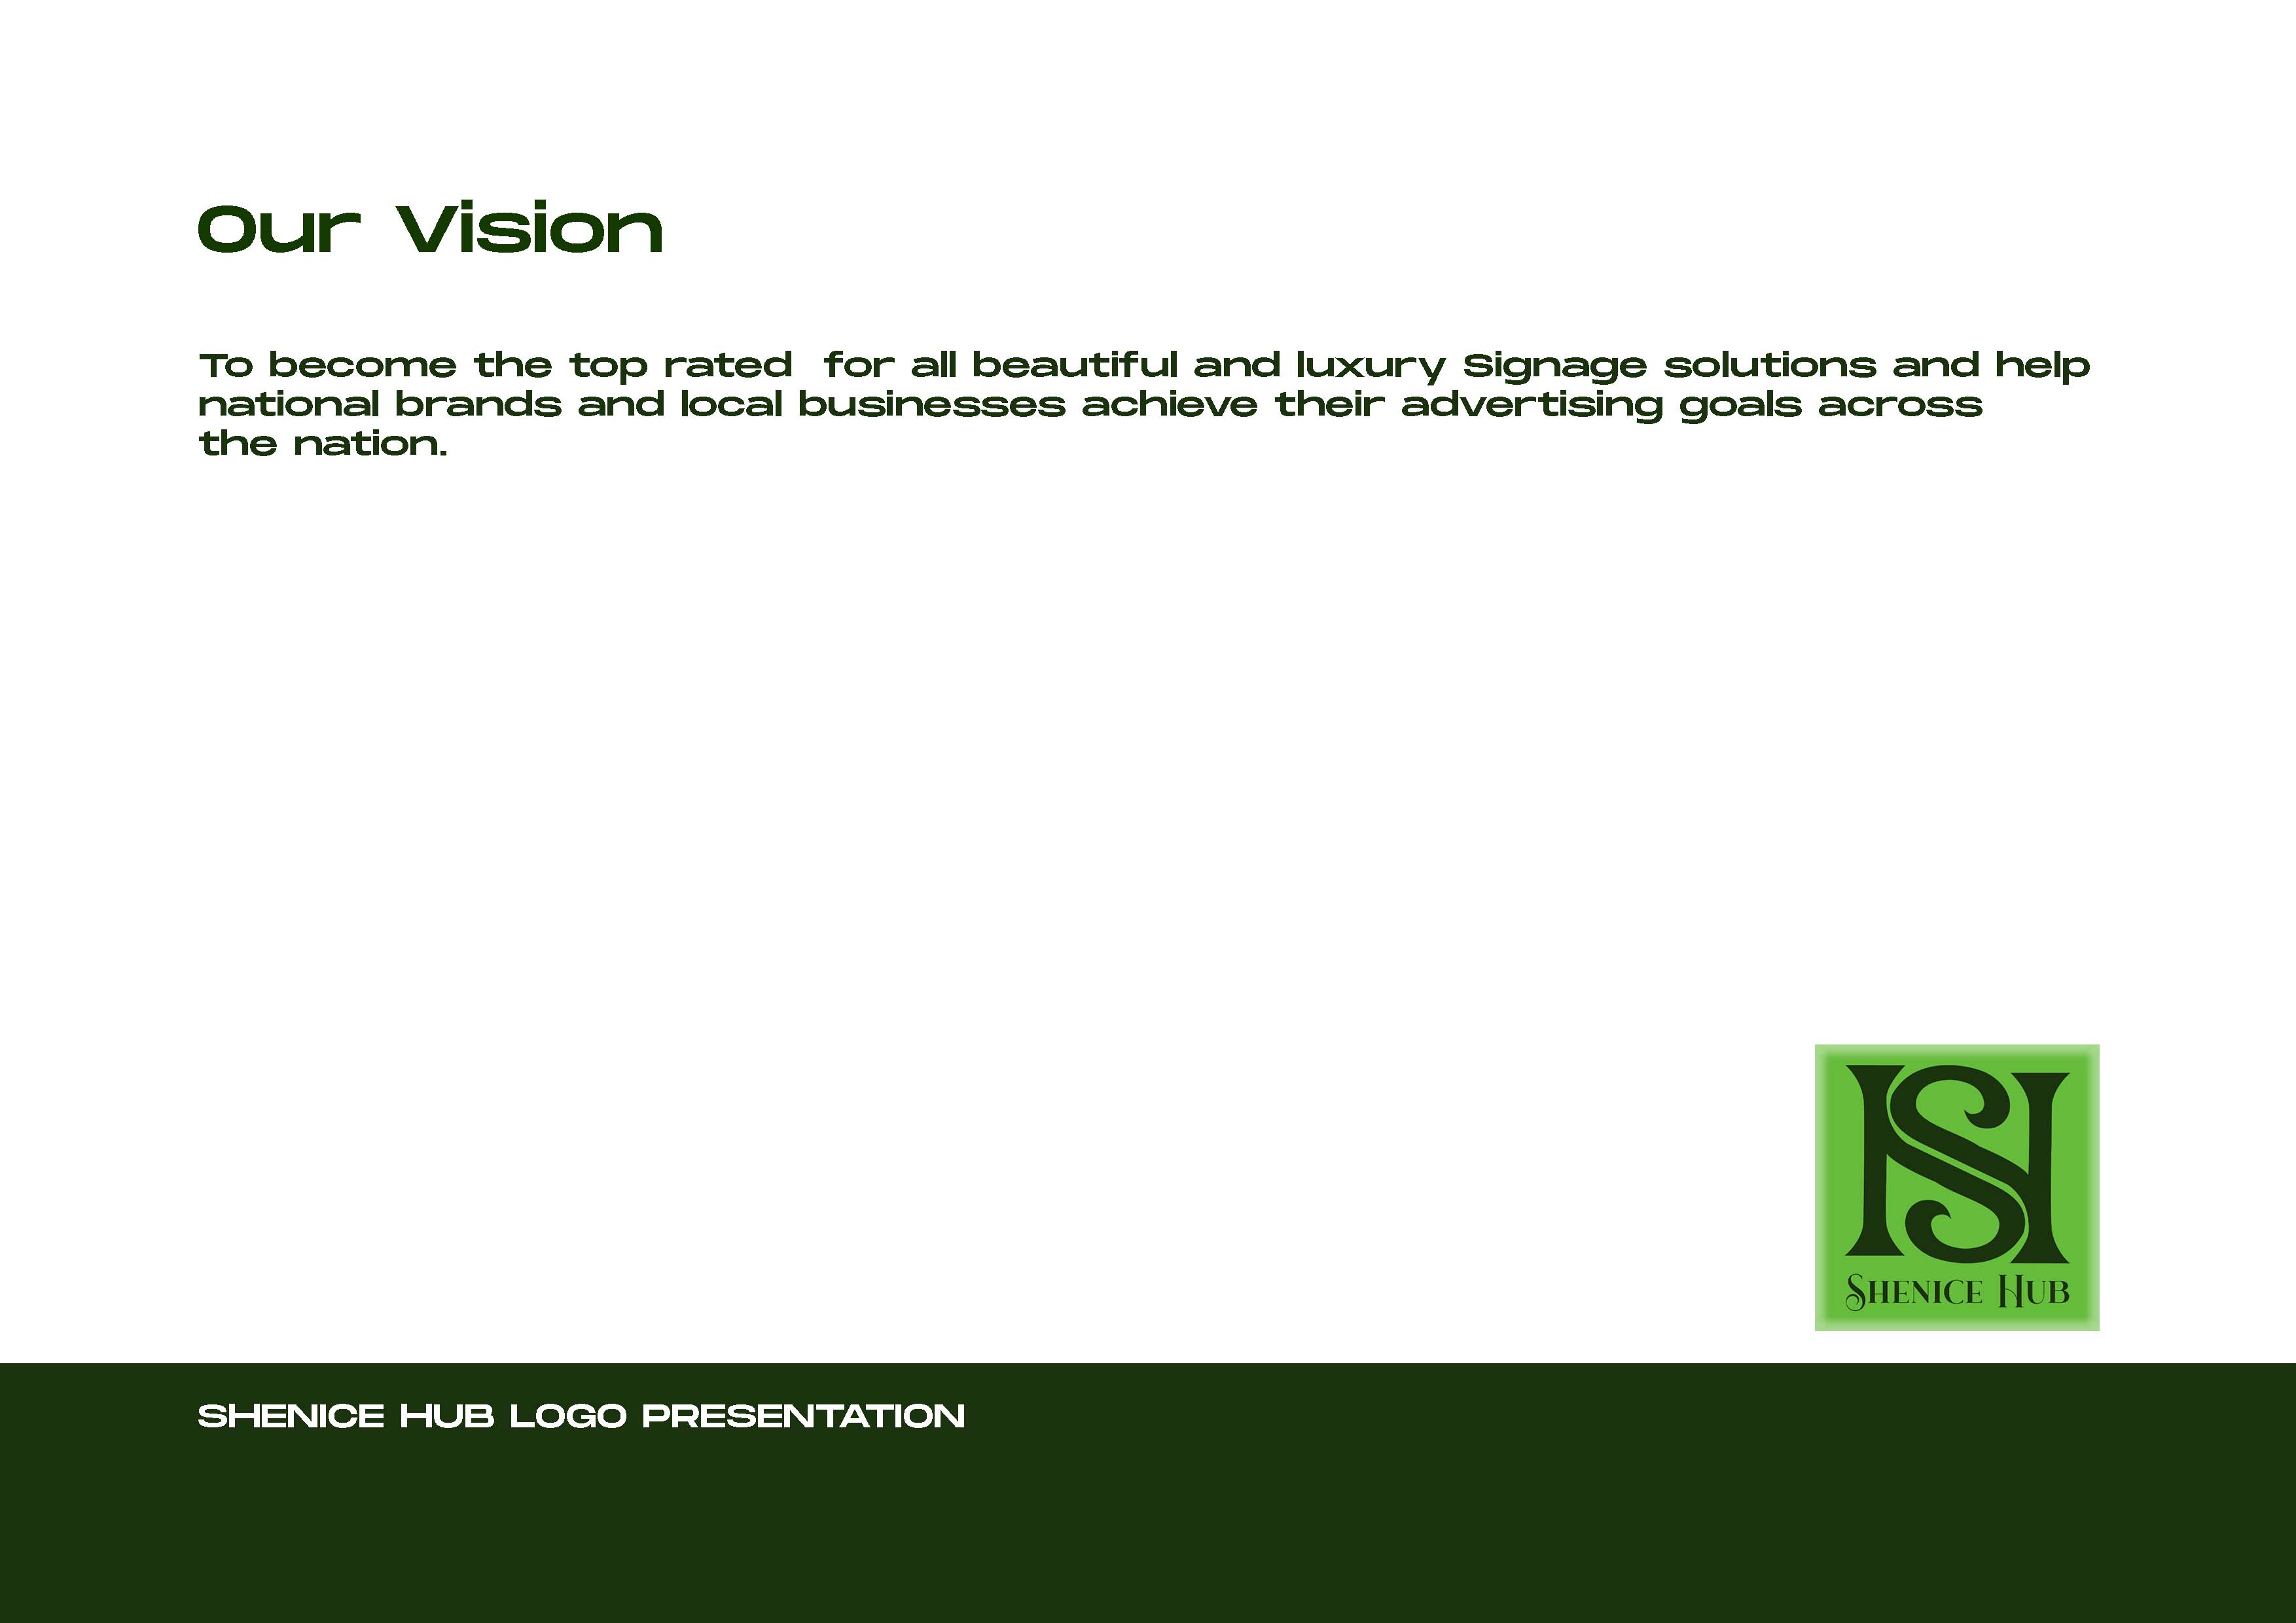 Our Vision
To become the top rated  for all beautiful and luxury Signage solutions and help
national brands and local businesses achieve their advertising goals across
the nation.
SH
SHENICE HUB
SHENICE HUB LOGO PRESENTATION